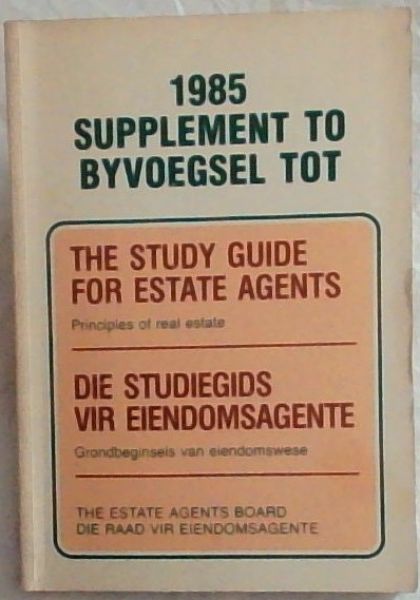 1985
SUPPLEMENT TO
BYVOEGSEL TOT
THE STUDY GUIDE
FOR ESTATE AGENTS
Principles of real estate
DIE STUDIEGIDS
VIR EIENDOMSAGENTE
Grondbeginsels van eiendomswese
THE ESTATE AGENTS BOARD
DIE RAAD VIR EIENDOMSAGENTE